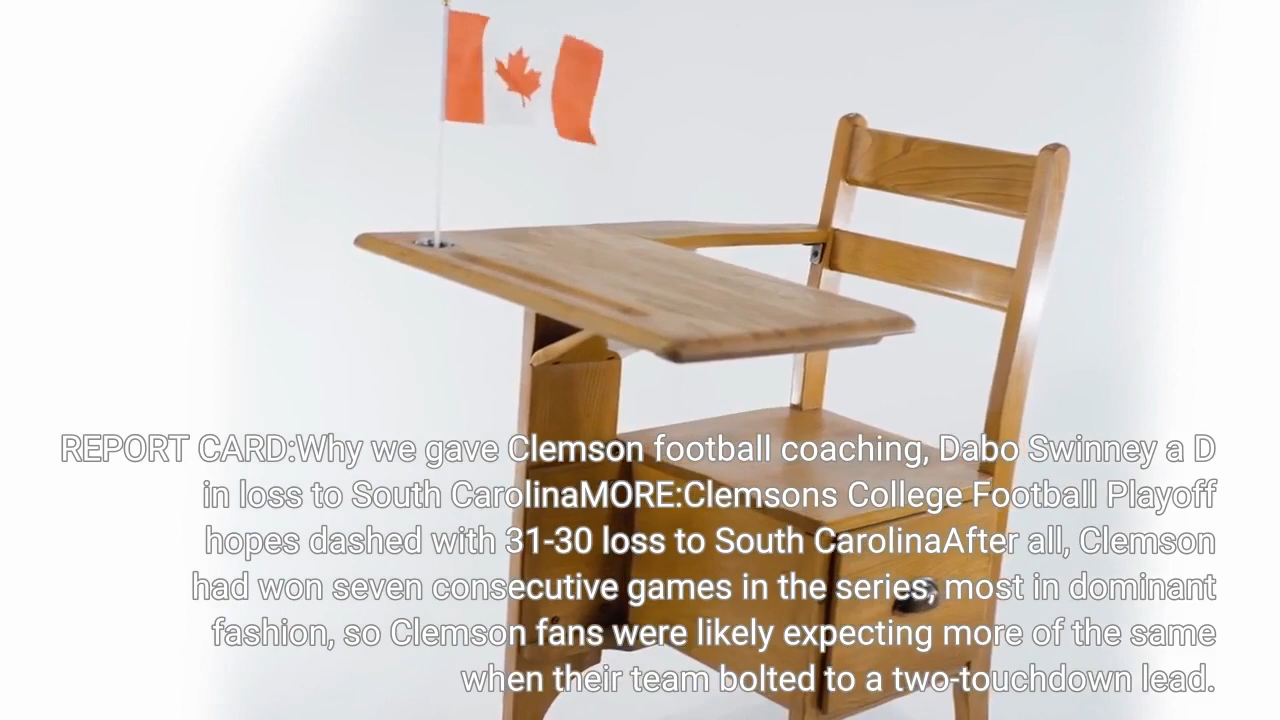 REPORT CARD:Why we gave Clemson football coaching, Dabo Swinney a D
in loss to South CarolinaMORE:Clemsons College Football Playoff
hopes dashed with 31-30 loss to South CarolinaAfter all, Clemson
had won seven consecutive games in the series, most in dominant
fashion, so Clemson fans were likely expecting more of the same
when their team bolted to a two-touchdown lead.